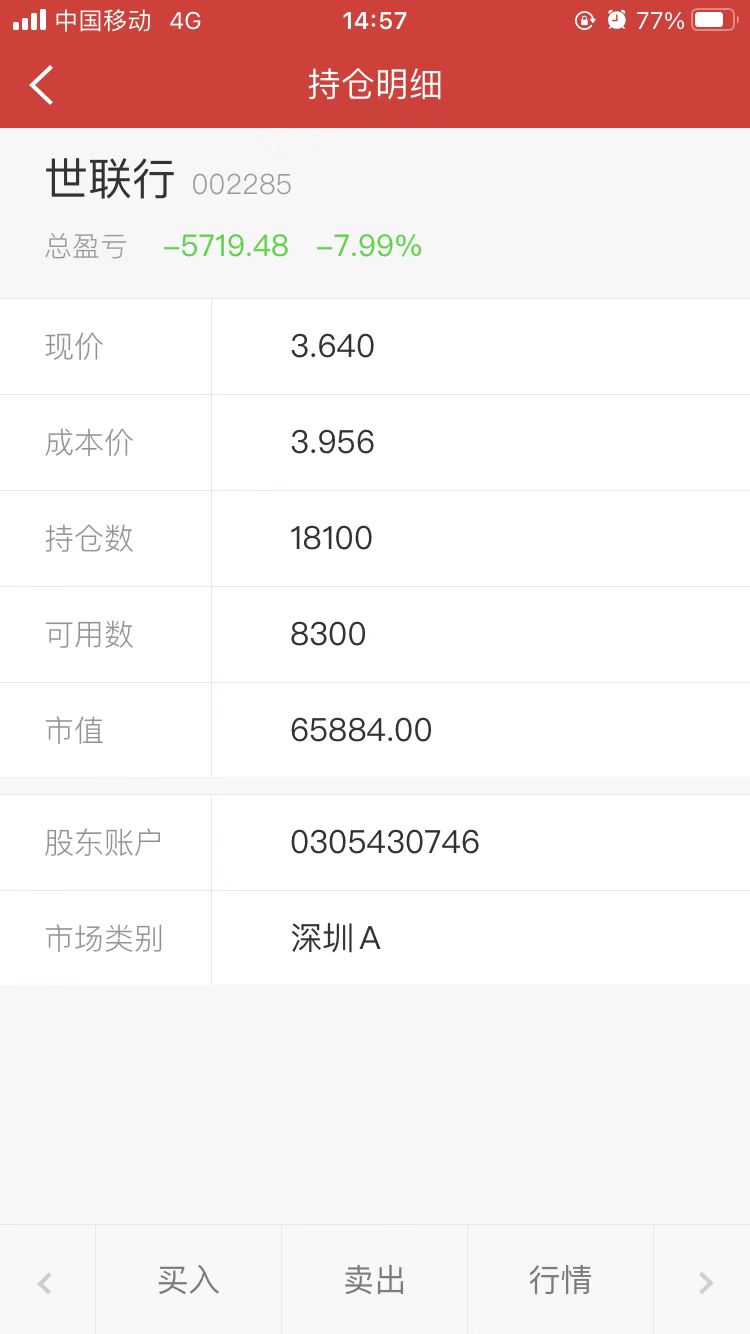 中国移动 4G 14:57 77%
持仓明细
世联行 002285
总盈亏 -5719.48 -7.99%
现价 3.640
成本价 3.956
持仓数 18100
可用数 8300
市值 65884.00
股东账户 0305430746
市场类别 深圳A
买入 卖出 行情